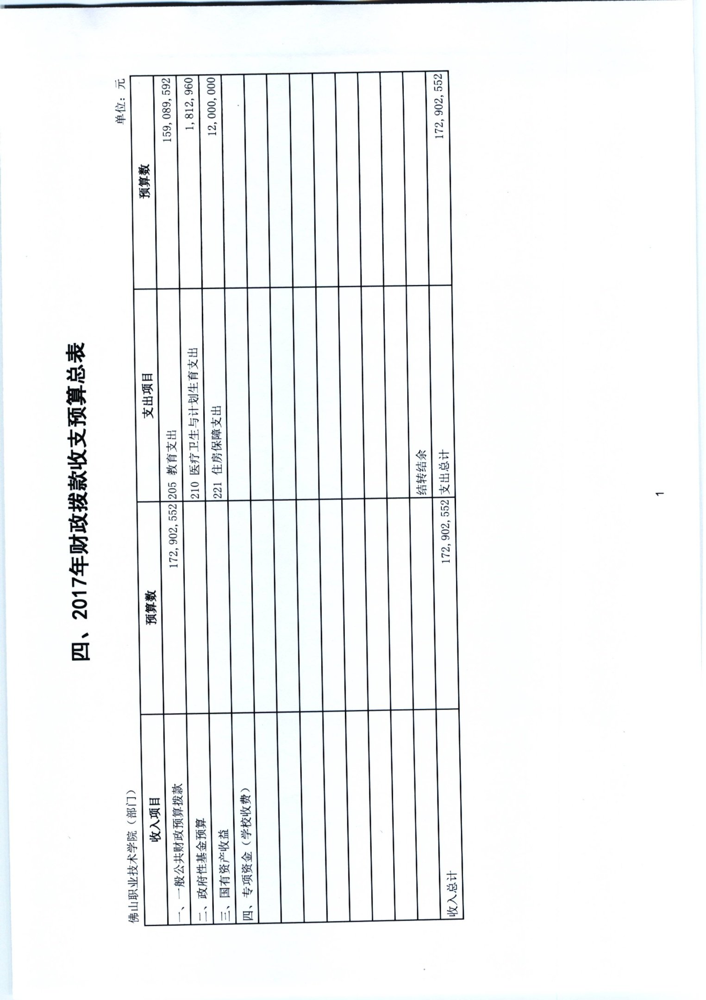 四、2017年财政拨款收支预算总表
佛山职业技术学院（部门） 单位：元
收入项目 预算数 支出项目 预算数
一、一般公共财政预算拨款 172,902,552 205 教育支出 159,089,592
二、政府性基金预算 210 医疗卫生与计划生育支出 1,812,960
三、国有资产收益 221 住房保障支出 12,000,000
四、专项资金（学校收费）
结转结余
收入总计 172,902,552 支出总计 172,902,552
1